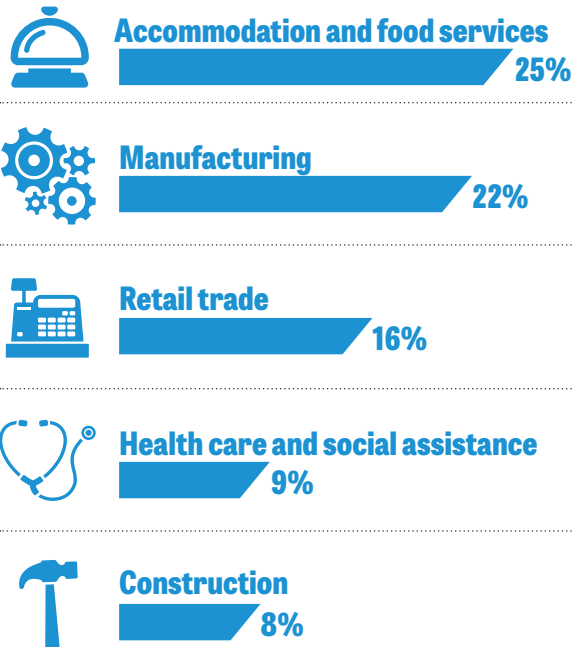 Accommodation and food services
25%
Manufacturing
22%
Retail trade
16%
Health care and social assistance
9%
Construction
8%